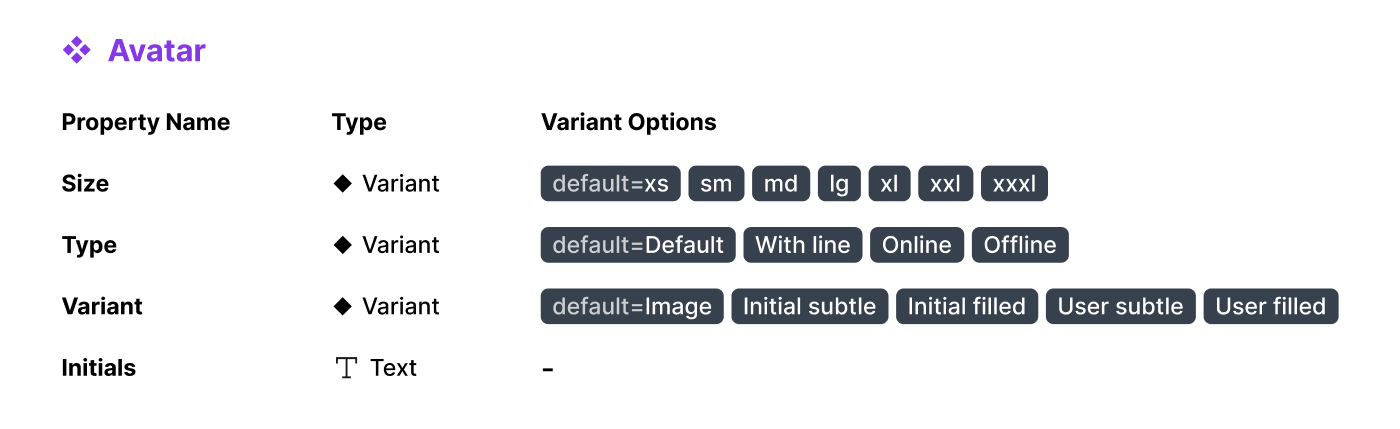 Avatar
Property Name Type Variant Options
Size Variant default=xs sm md lg xl xxl xxxl
Type Variant default=Default With line Online Offline
Variant Variant default=Image Initial subtle Initial filled User subtle User filled
Initials Text -